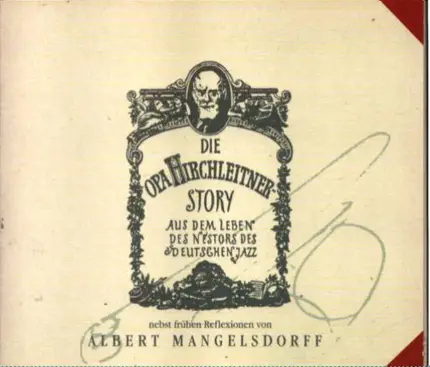 DIE
OPA HIRCHLEITNER
STORY
AUS DEM LEBEN
DES NESTORS DES
DEUTSCHEN JAZZ
nebst frühen Reflexionen von
ALBERT MANGELSDORFF